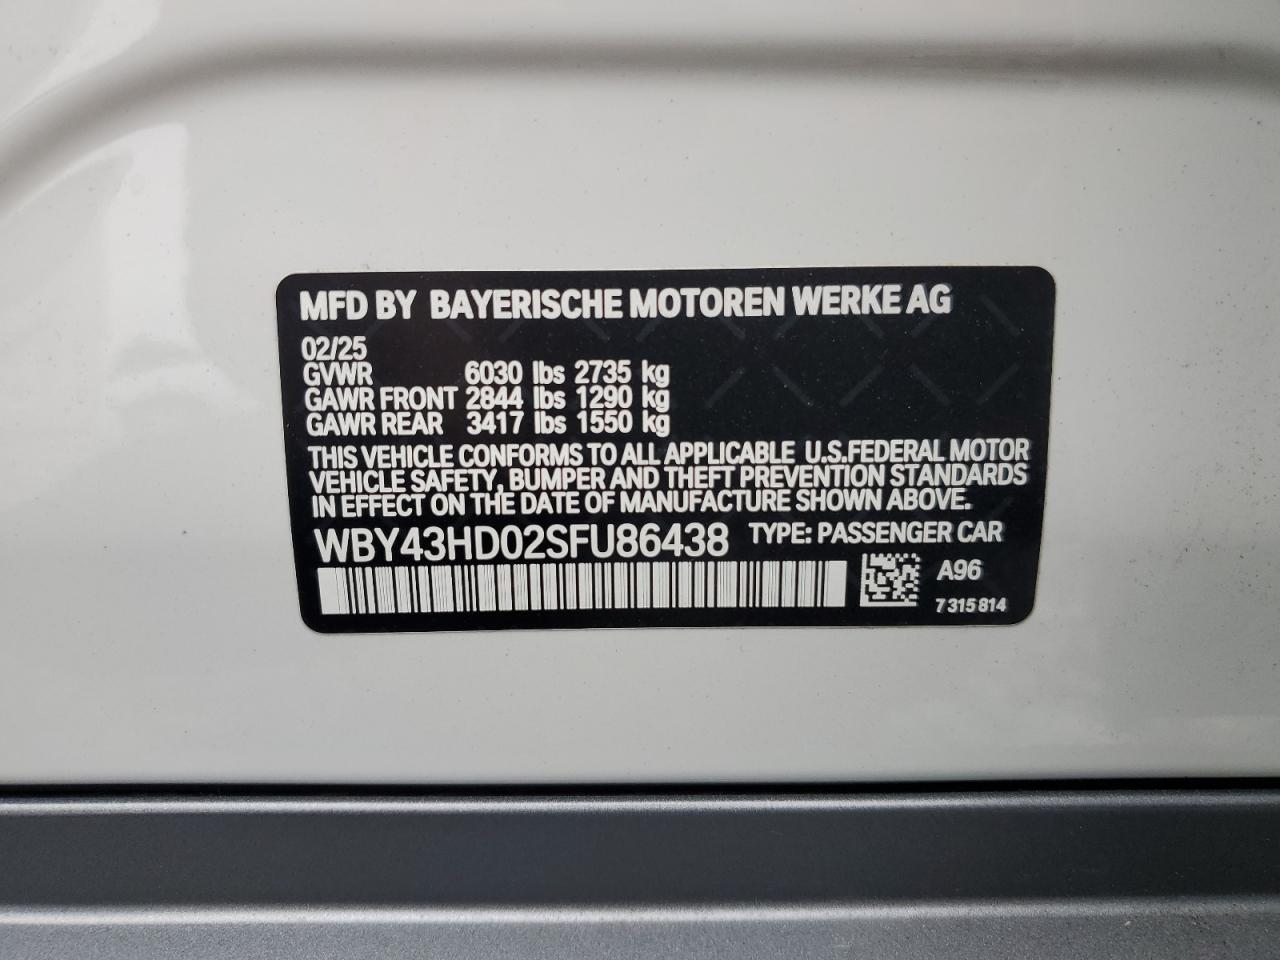 MFD BY BAYERISCHE MOTOREN WERKE AG
02/25
GVWR 6030 lbs 2735 kg
GAWR FRONT 2844 lbs 1290 kg
GAWR REAR 3417 lbs 1550 kg
THIS VEHICLE CONFORMS TO ALL APPLICABLE U.S.FEDERAL MOTOR
VEHICLE SAFETY, BUMPER AND THEFT PREVENTION STANDARDS
IN EFFECT ON THE DATE OF MANUFACTURE SHOWN ABOVE.
WBY43HD02SFU86438 TYPE: PASSENGER CAR
A96
7 315 814